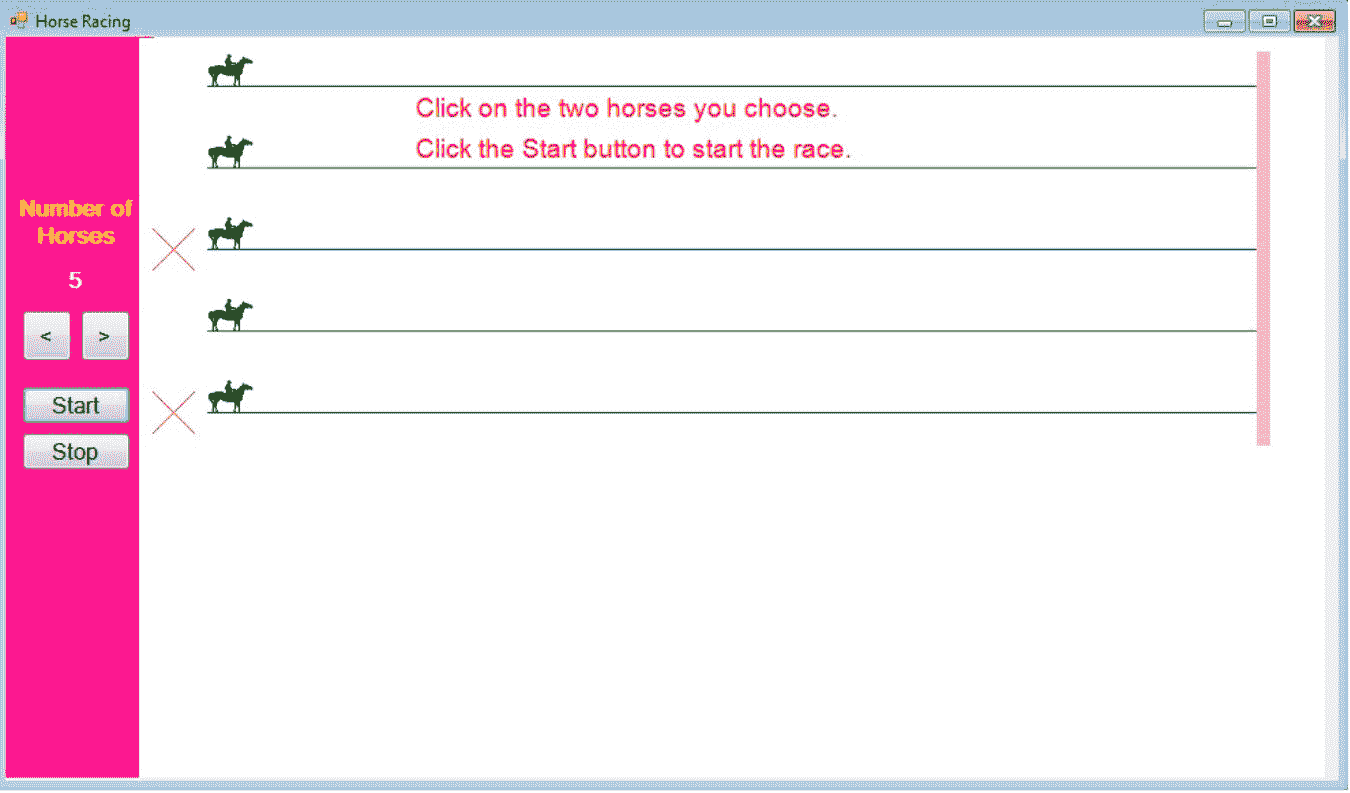 Horse Racing
Click on the two horses you choose.
Click the Start button to start the race.
Number of
Horses
5
< >
Start
Stop